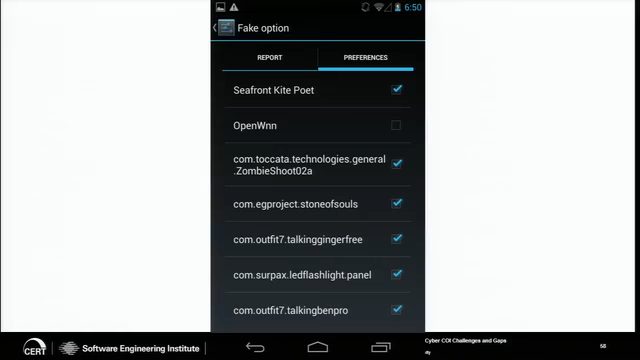 6:50
Fake option
REPORT
PREFERENCES
Seafront Kite Poet
OpenWnn
com.toccata.technologies.general
.ZombieShoot02a
com.egproject.stoneofsouls
com.outfit7.talkinggingerfree
com.surpax.ledflashlight.panel
com.outfit7.talkingbenpro
CERT
Software Engineering Institute
Cyber COI Challenges and Gaps
ity
58